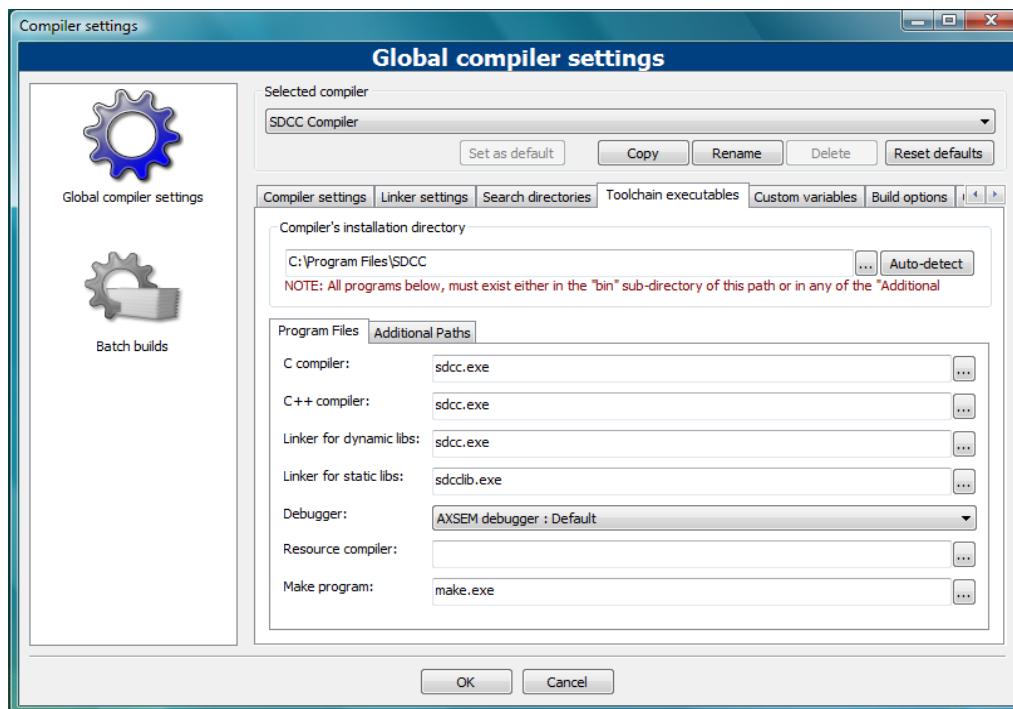 Compiler settings
Global compiler settings
Global compiler settings
Batch builds
Selected compiler
SDCC Compiler
Set as default Copy Rename Delete Reset defaults
Compiler settings Linker settings Search directories Toolchain executables Custom variables Build options
Compiler's installation directory
C:\Program Files\SDCC ... Auto-detect
NOTE: All programs below, must exist either in the "bin" sub-directory of this path or in any of the "Additional
Program Files Additional Paths
C compiler: sdcc.exe ...
C++ compiler: sdcc.exe ...
Linker for dynamic libs: sdcc.exe ...
Linker for static libs: sdcclib.exe ...
Debugger: AXSEM debugger : Default
Resource compiler: ...
Make program: make.exe ...
OK Cancel